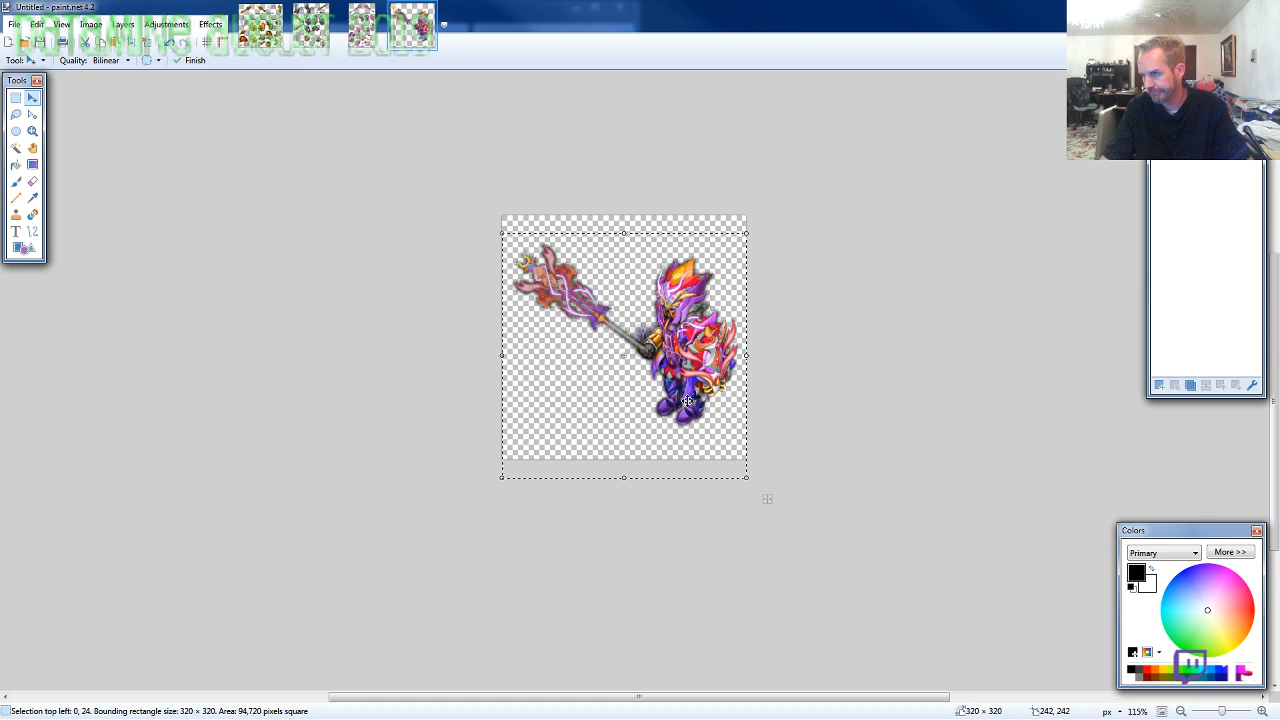 Untitled - paint.net 4.2
File Edit View Image Layers Adjustments Effects
Tool: Quality: Bilinear Finish
Tools
Colors
Primary More >>
Selection top left: 0, 24. Bounding rectangle size: 320 × 320. Area: 94,720 pixels square
320 × 320 242, 242 px 115%